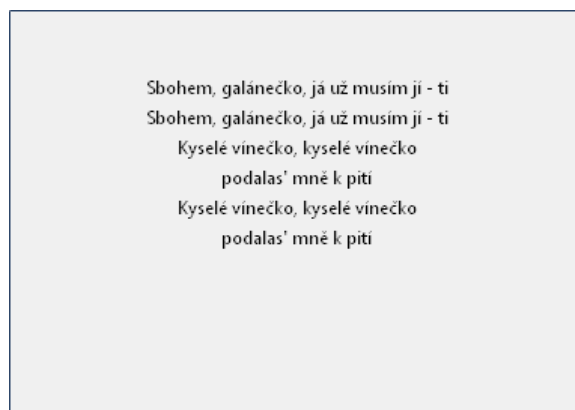 Sbohem, galánečko, já už musím jí - ti
Sbohem, galánečko, já už musím jí - ti
Kyselé vínečko, kyselé vínečko
podalas' mně k pití
Kyselé vínečko, kyselé vínečko
podalas' mně k pití